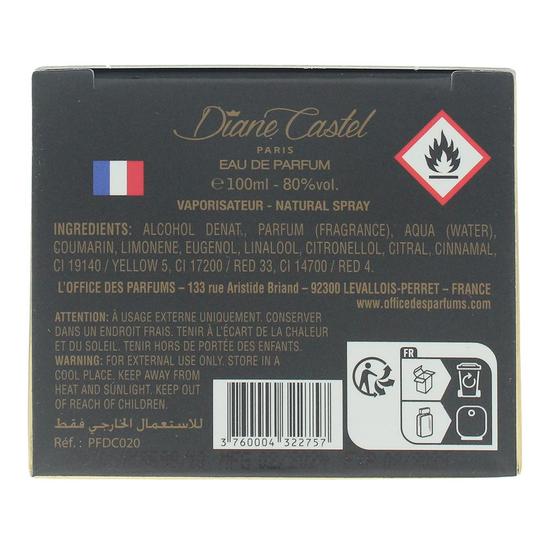 Diane Castel
PARIS
EAU DE PARFUM
℮100ml - 80%vol.
VAPORISATEUR - NATURAL SPRAY
INGREDIENTS: ALCOHOL DENAT., PARFUM (FRAGRANCE), AQUA (WATER),
COUMARIN, LIMONENE, EUGENOL, LINALOOL, CITRONELLOL, CITRAL, CINNAMAL,
CI 19140 / YELLOW 5, CI 17200 / RED 33, CI 14700 / RED 4.
L'OFFICE DES PARFUMS – 133 rue Aristide Briand – 92300 LEVALLOIS-PERRET – FRANCE
www.officedesparfums.com
ATTENTION: À USAGE EXTERNE UNIQUEMENT. CONSERVER
DANS UN ENDROIT FRAIS. TENIR À L'ÉCART DE LA CHALEUR
ET DU SOLEIL. TENIR HORS DE PORTÉE DES ENFANTS.
WARNING: FOR EXTERNAL USE ONLY. STORE IN A
COOL PLACE. KEEP AWAY FROM
HEAT AND SUNLIGHT. KEEP OUT
OF REACH OF CHILDREN.
للاستعمال الخارجي فقط
Réf.: PFDC020
3 760004 322757
FR